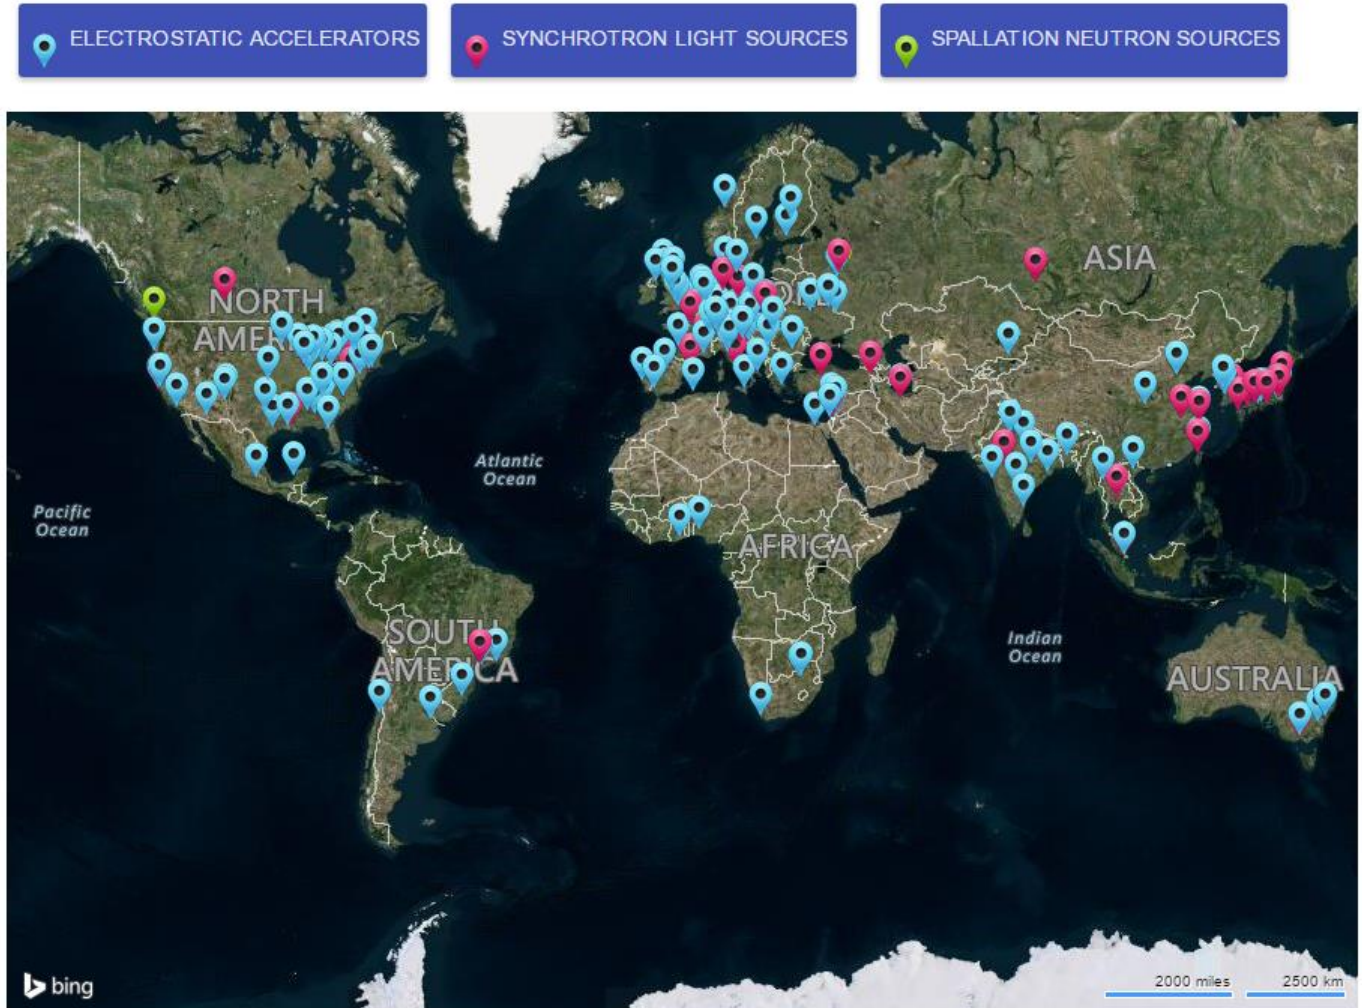 ELECTROSTATIC ACCELERATORS
SYNCHROTRON LIGHT SOURCES
SPALLATION NEUTRON SOURCES
ASIA
NORTH
AMER
Atlantic
Ocean
Pacific
Ocean
AFRICA
SOUTH
AMERICA
Indian
Ocean
AUSTRALIA
bing
2000 miles
2500 km